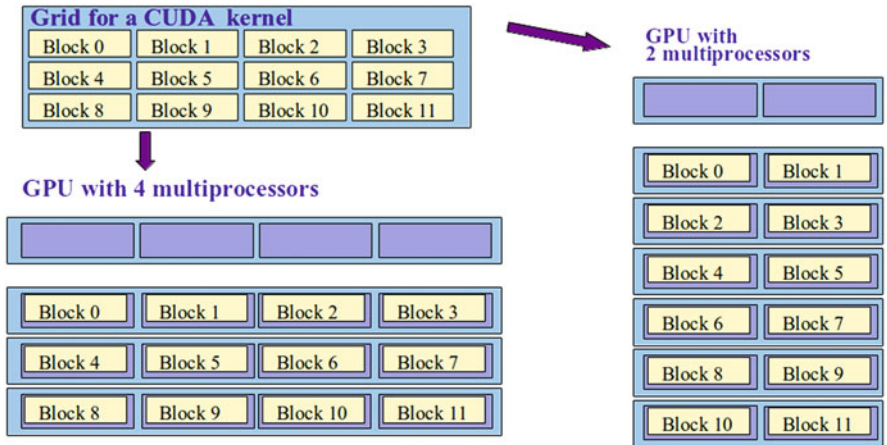 Grid for a CUDA kernel
Block 0 Block 1 Block 2 Block 3
Block 4 Block 5 Block 6 Block 7
Block 8 Block 9 Block 10 Block 11
GPU with
2 multiprocessors
Block 0 Block 1
Block 2 Block 3
Block 4 Block 5
Block 6 Block 7
Block 8 Block 9
Block 10 Block 11
GPU with 4 multiprocessors
Block 0 Block 1 Block 2 Block 3
Block 4 Block 5 Block 6 Block 7
Block 8 Block 9 Block 10 Block 11